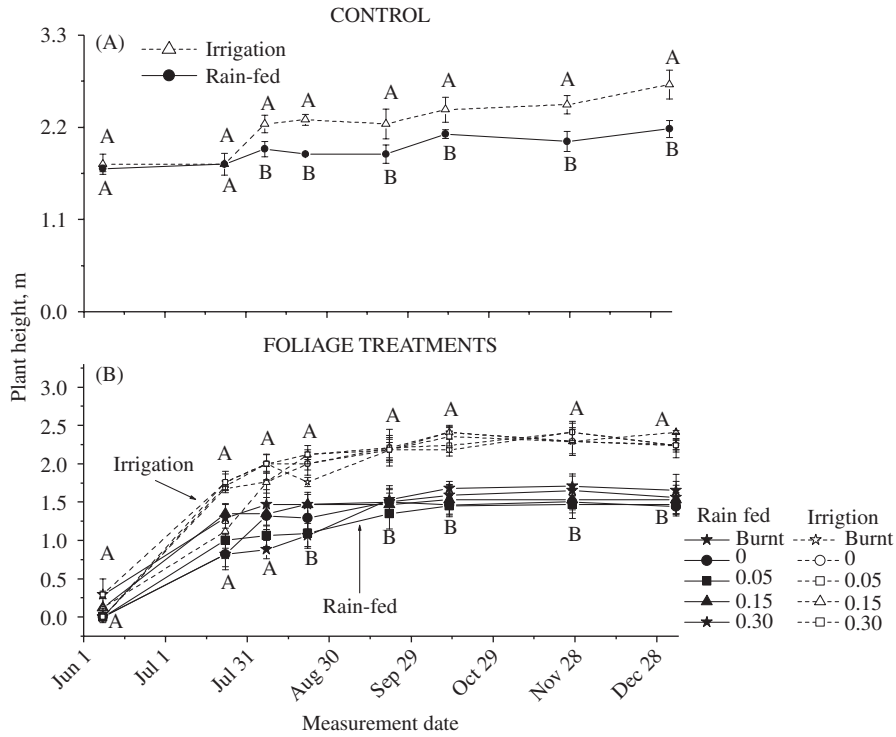 CONTROL
(A)
Irrigation
Rain-fed
3.3
2.2
1.1
0.0
A A A A A A A A
A A B B B B B B
Plant height, m
FOLIAGE TREATMENTS
(B)
3.0
2.5
2.0
1.5
1.0
0.5
0.0
A A A A A A A A
A A A B B B B B
Irrigation
Rain-fed
Jun 1 Jul 1 Jul 31 Aug 30 Sep 29 Oct 29 Nov 28 Dec 28
Measurement date
Rain fed Irrigtion
Burnt Burnt
0 0
0.05 0.05
0.15 0.15
0.30 0.30